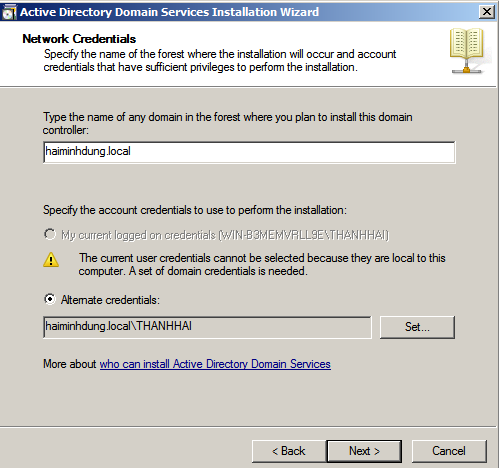 Active Directory Domain Services Installation Wizard
Network Credentials
Specify the name of the forest where the installation will occur and account
credentials that have sufficient privileges to perform the installation.
Type the name of any domain in the forest where you plan to install this domain
controller:
haiminhdung.local
Specify the account credentials to use to perform the installation:
My current logged on credentials (WIN-B3MEMVRLL9E\THANHHAI)
The current user credentials cannot be selected because they are local to this
computer. A set of domain credentials is needed.
Alternate credentials:
haiminhdung.local\THANHHAI
Set...
More about who can install Active Directory Domain Services
< Back
Next >
Cancel